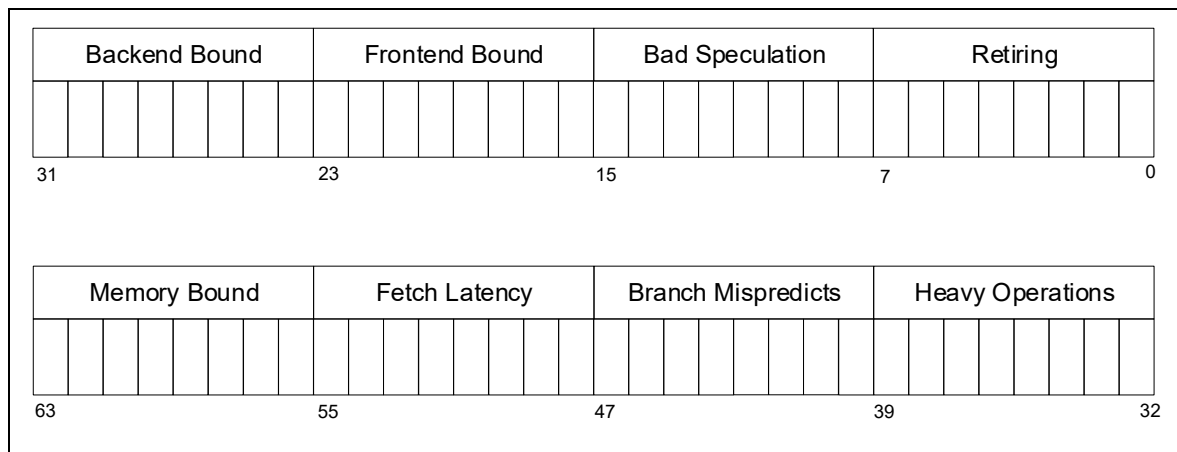 Backend Bound Frontend Bound Bad Speculation Retiring
31 23 15 7 0
Memory Bound Fetch Latency Branch Mispredicts Heavy Operations
63 55 47 39 32